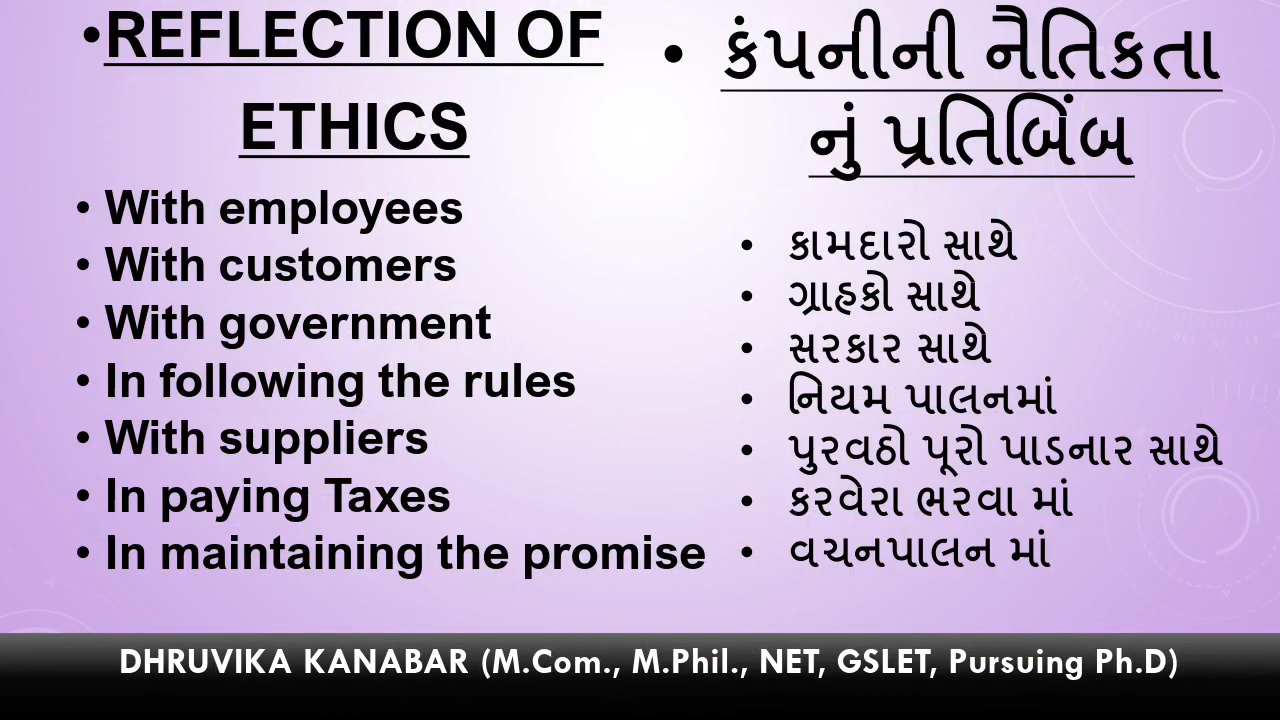 •REFLECTION OF
ETHICS
• With employees
• With customers
• With government
• In following the rules
• With suppliers
• In paying Taxes
• In maintaining the promise
• કંપનીની નૈતિકતા
નું પ્રતિબિંબ
• કામદારો સાથે
• ગ્રાહકો સાથે
• સરકાર સાથે
• નિયમ પાલનમાં
• પુરવઠો પૂરો પાડનાર સાથે
• કરવેરા ભરવા માં
• વચનપાલન માં
DHRUVIKA KANABAR (M.Com., M.Phil., NET, GSLET, Pursuing Ph.D)